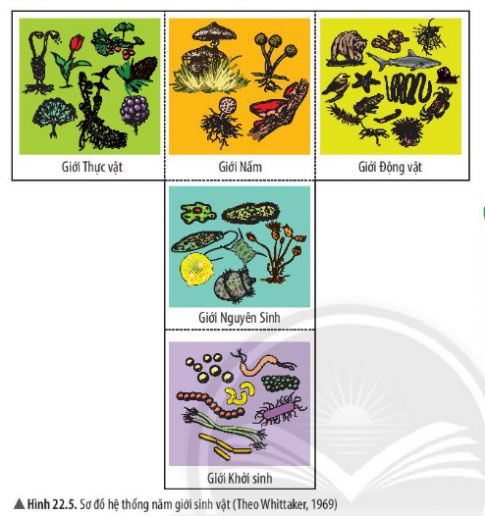 Giới Thực vật
Giới Nấm
Giới Động vật
Giới Nguyên Sinh
Giới Khởi sinh
▲ Hình 22.5. Sơ đồ hệ thống năm giới sinh vật (Theo Whittaker, 1969)